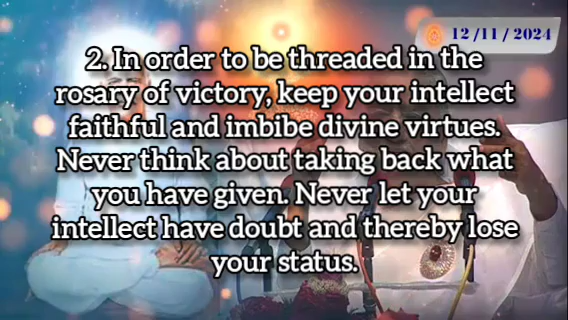 12/11/2024
2. In order to be threaded in the
rosary of victory, keep your intellect
faithful and imbibe divine virtues.
Never think about taking back what
you have given. Never let your
intellect have doubt and thereby lose
your status.